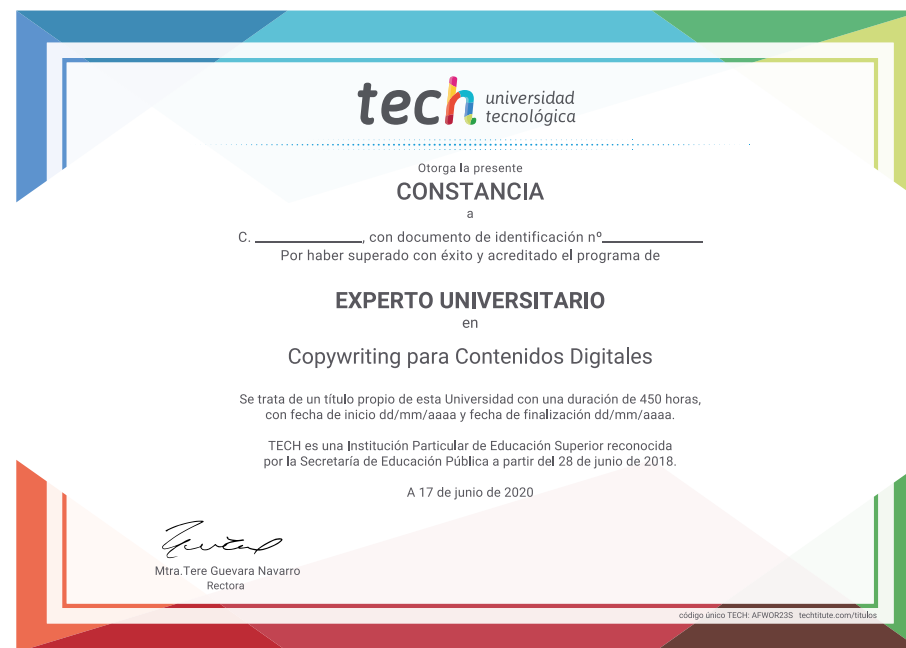 tech universidad
tecnológica
Otorga la presente
CONSTANCIA
a
C. ______________, con documento de identificación nº_____________
Por haber superado con éxito y acreditado el programa de
EXPERTO UNIVERSITARIO
en
Copywriting para Contenidos Digitales
Se trata de un título propio de esta Universidad con una duración de 450 horas,
con fecha de inicio dd/mm/aaaa y fecha de finalización dd/mm/aaaa.
TECH es una Institución Particular de Educación Superior reconocida
por la Secretaría de Educación Pública a partir del 28 de junio de 2018.
A 17 de junio de 2020
Mtra.Tere Guevara Navarro
Rectora
código único TECH: AFWOR23S techtitute.com/titulos